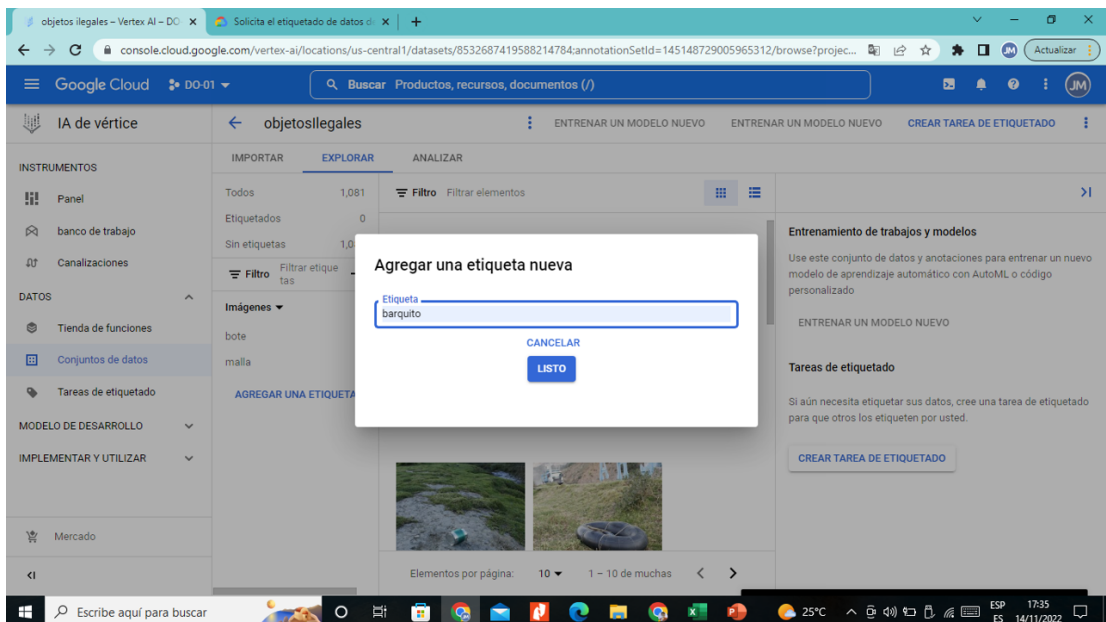 objetos ilegales – Vertex AI – DO
Solicita el etiquetado de datos de
console.cloud.google.com/vertex-ai/locations/us-central1/datasets/8532687419588214784;annotationSetId=145148729005965312/browse?projec...
JM
Actualizar
Google Cloud
DO-01
Buscar Productos, recursos, documentos (/)
JM
IA de vértice
objetosIlegales
ENTRENAR UN MODELO NUEVO
ENTRENAR UN MODELO NUEVO
CREAR TAREA DE ETIQUETADO
INSTRUMENTOS
Panel
banco de trabajo
Canalizaciones
DATOS
Tienda de funciones
Conjuntos de datos
Tareas de etiquetado
MODELO DE DESARROLLO
IMPLEMENTAR Y UTILIZAR
Mercado
IMPORTAR
EXPLORAR
ANALIZAR
Todos 1,081
Etiquetados 0
Sin etiquetas
Filtro Filtrar etique
tas
Imágenes
bote
malla
AGREGAR UNA ETIQUETA
Filtro Filtrar elementos
Agregar una etiqueta nueva
Etiqueta
barquito
CANCELAR
LISTO
Elementos por página: 10 1 – 10 de muchas
Entrenamiento de trabajos y modelos
Use este conjunto de datos y anotaciones para entrenar un nuevo
modelo de aprendizaje automático con AutoML o código
personalizado
ENTRENAR UN MODELO NUEVO
Tareas de etiquetado
Si aún necesita etiquetar sus datos, cree una tarea de etiquetado
para que otros los etiqueten por usted.
CREAR TAREA DE ETIQUETADO
Escribe aquí para buscar
25°C
ESP
ES
17:35
14/11/2022